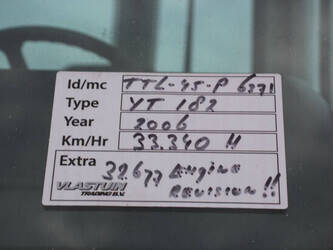 Id/mc TTL-45-P 6271
Type YT 182
Year 2006
Km/Hr 33.340 H
Extra 32.677 ENGINE
REVISION!!
VLASTUIN
TRADING B.V.